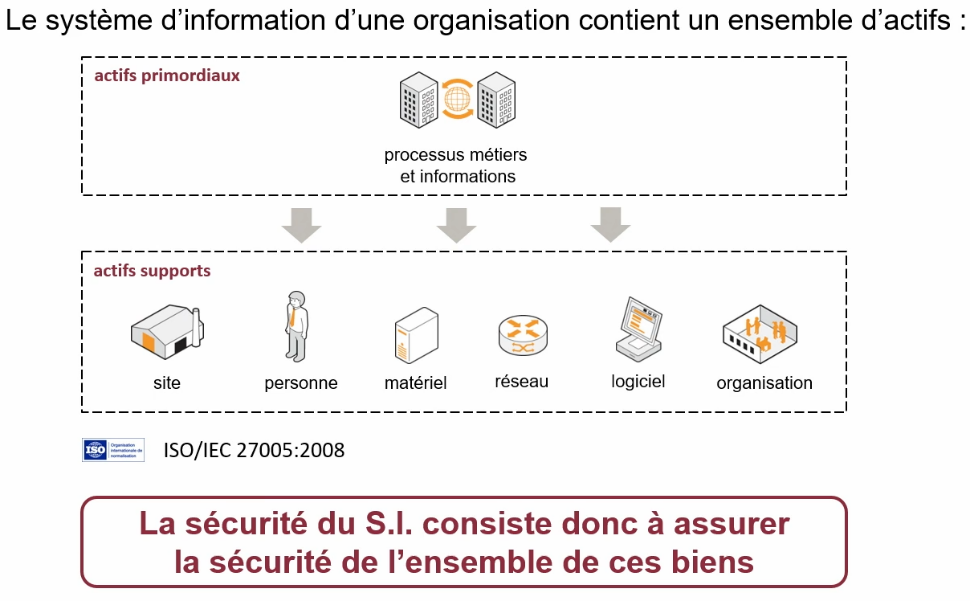 Le système d’information d’une organisation contient un ensemble d’actifs :
actifs primordiaux
processus métiers
et informations
actifs supports
site
personne
matériel
réseau
logiciel
organisation
ISO
Organisation
internationale de
normalisation
ISO/IEC 27005:2008
La sécurité du S.I. consiste donc à assurer
la sécurité de l’ensemble de ces biens